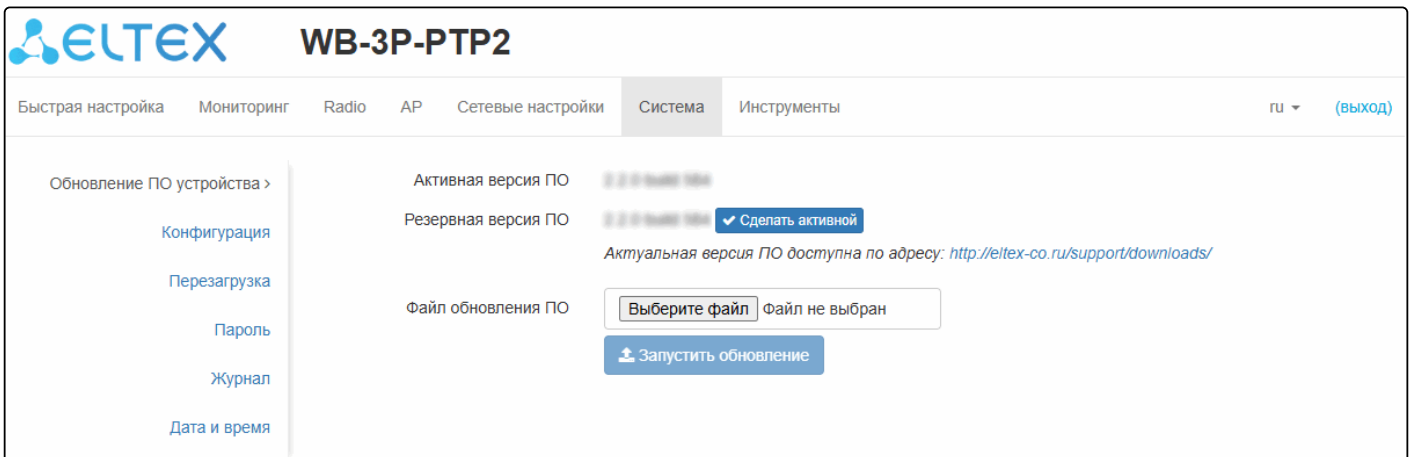 ELTEX WB-3P-PTP2
Быстрая настройка Мониторинг Radio AP Сетевые настройки Система Инструменты ru (выход)
Обновление ПО устройства >
Конфигурация
Перезагрузка
Пароль
Журнал
Дата и время
Активная версия ПО
Резервная версия ПО Сделать активной
Актуальная версия ПО доступна по адресу: http://eltex-co.ru/support/downloads/
Файл обновления ПО Выберите файл Файл не выбран
Запустить обновление